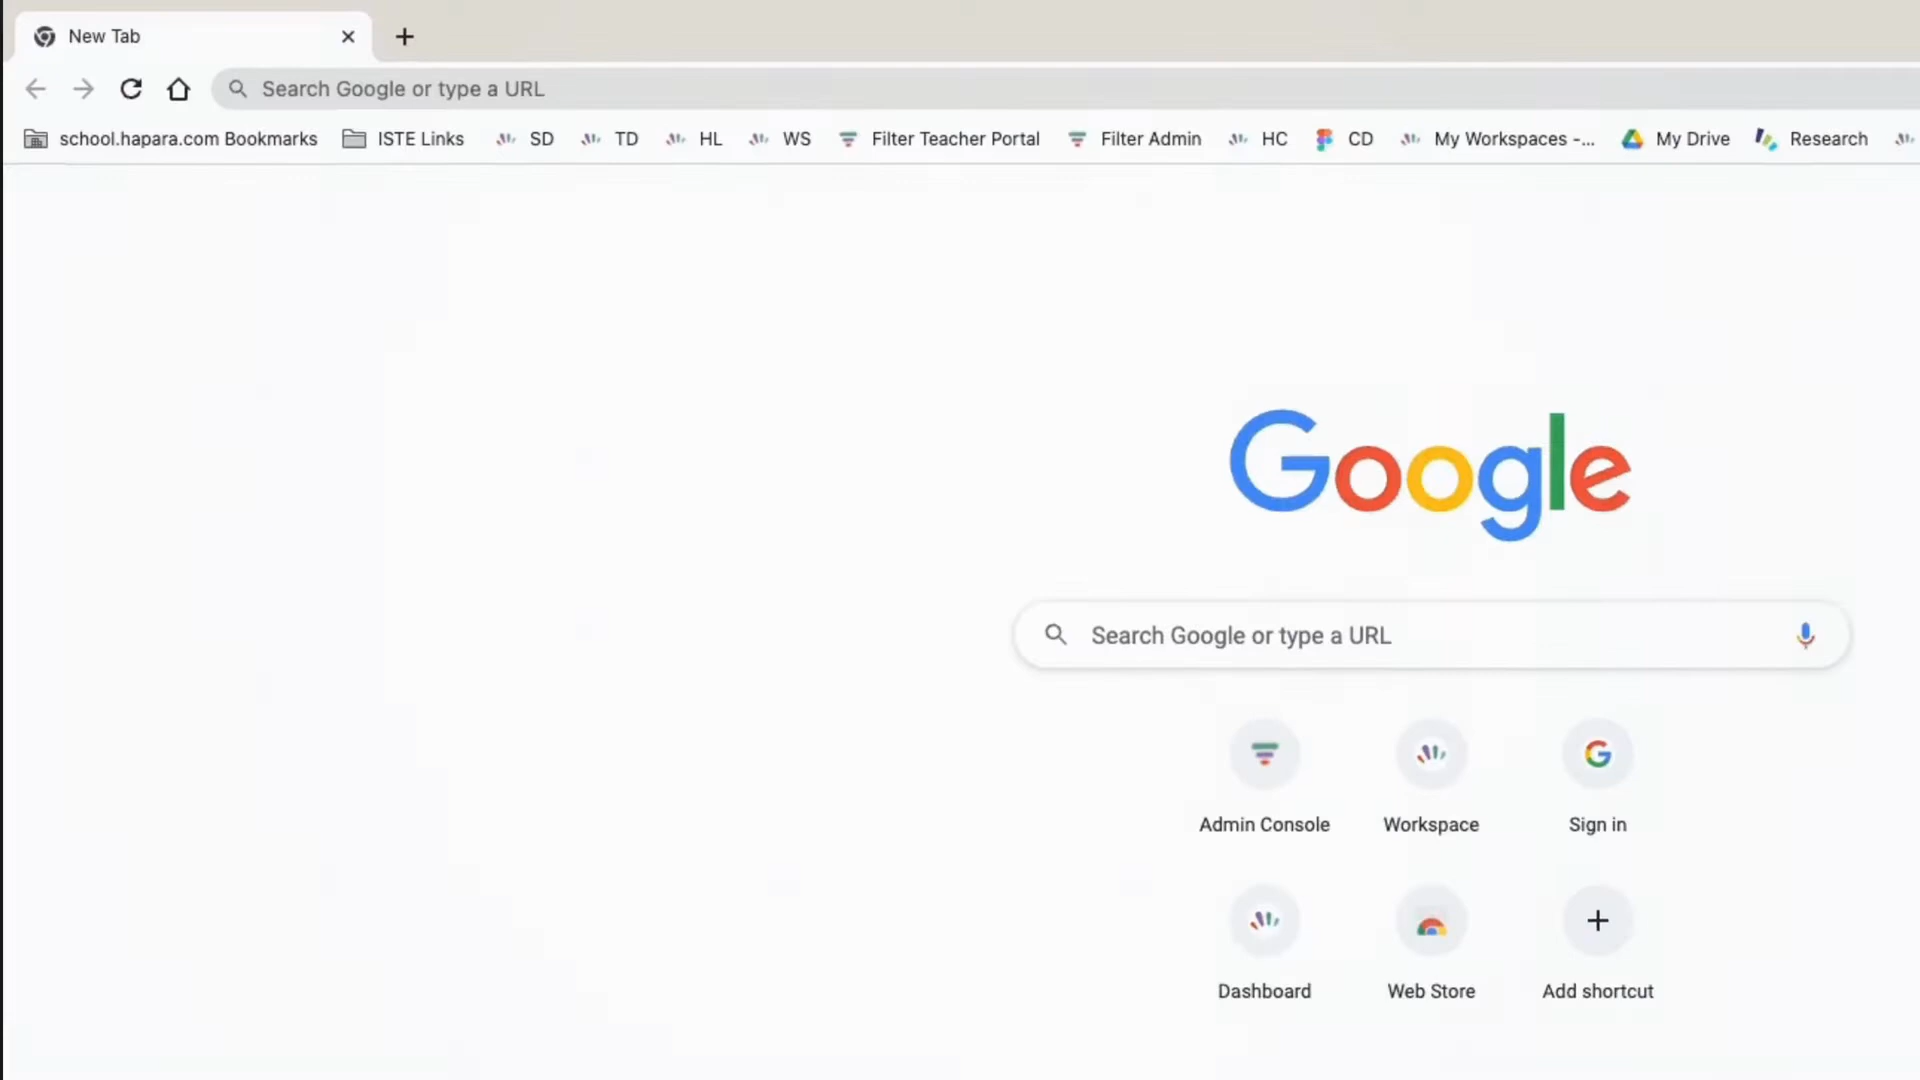 New Tab
Search Google or type a URL
school.hapara.com Bookmarks ISTE Links SD TD HL WS Filter Teacher Portal Filter Admin HC CD My Workspaces -... My Drive Research
Google
Search Google or type a URL
Admin Console Workspace Sign in
Dashboard Web Store Add shortcut